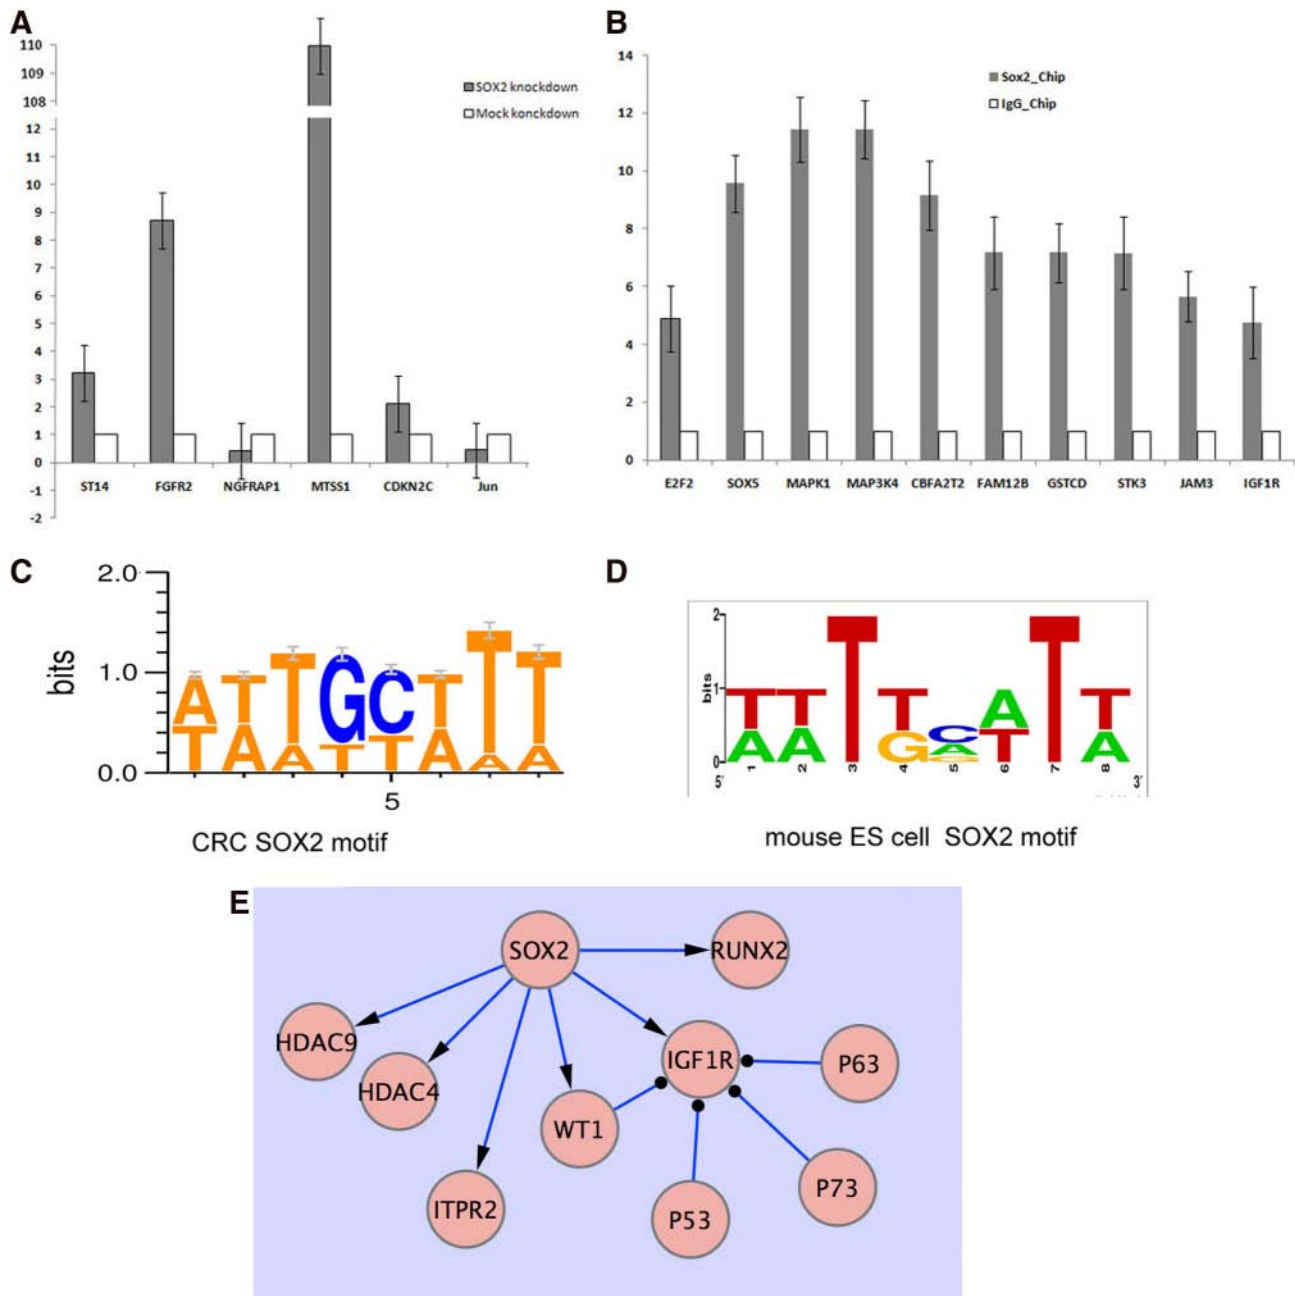 A
110
109
108
12
11
10
9
8
7
6
5
4
3
2
1
0
-1
-2
SOX2 knockdown
Mock konckdown
ST14 FGFR2 NGFRAP1 MTSS1 CDKN2C Jun
B
14
12
10
8
6
4
2
0
Sox2_Chip
IgG_Chip
E2F2 SOX5 MAPK1 MAP3K4 CBFA2T2 FAM12B GSTCD STK3 JAM3 IGF1R
C
2.0
1.0
0.0
bits
A T T G C T T T
T A A T T A A A
5
CRC SOX2 motif
D
2
1
0
bits
T T T T C A T T
A A G A T A
G
1 2 3 4 5 6 7 8
5' 3'
mouse ES cell SOX2 motif
E
SOX2
RUNX2
HDAC9
HDAC4
IGF1R
P63
WT1
ITPR2
P53
P73